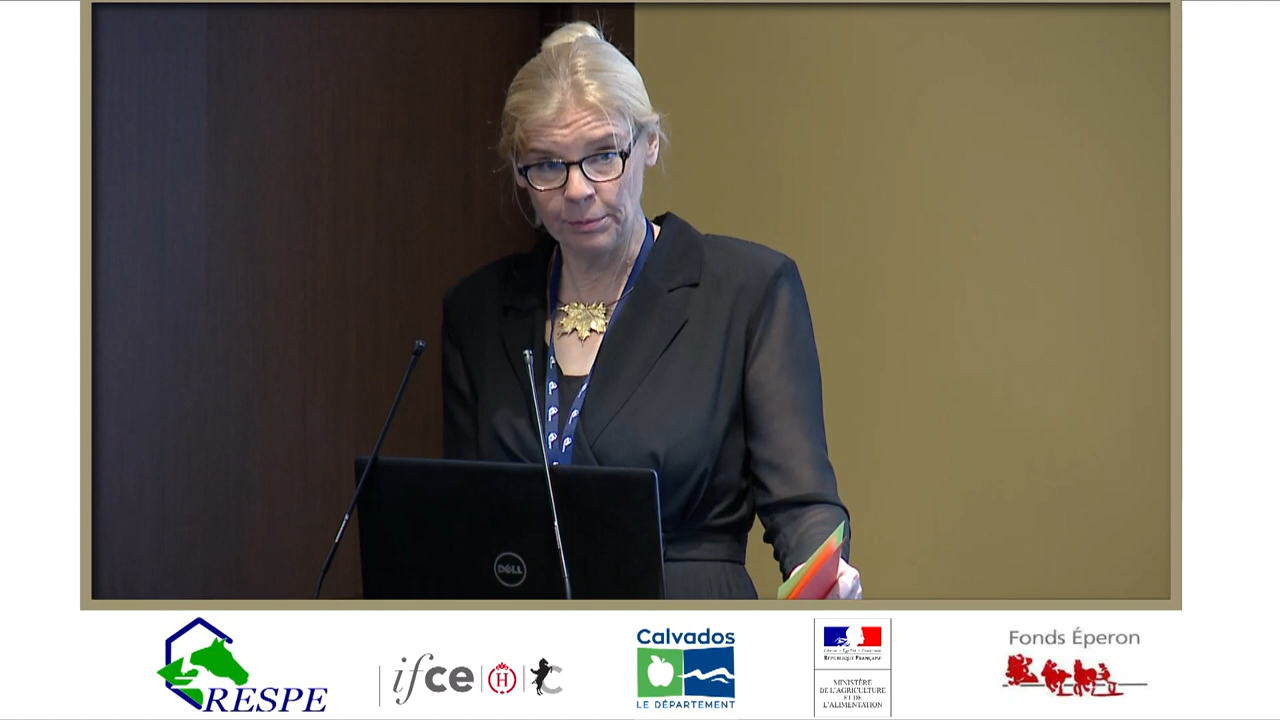 DELL
RESPE
ifce
H
Calvados
LE DÉPARTEMENT
RÉPUBLIQUE FRANÇAISE
MINISTÈRE
DE L'AGRICULTURE
ET DE
L'ALIMENTATION
Fonds Éperon